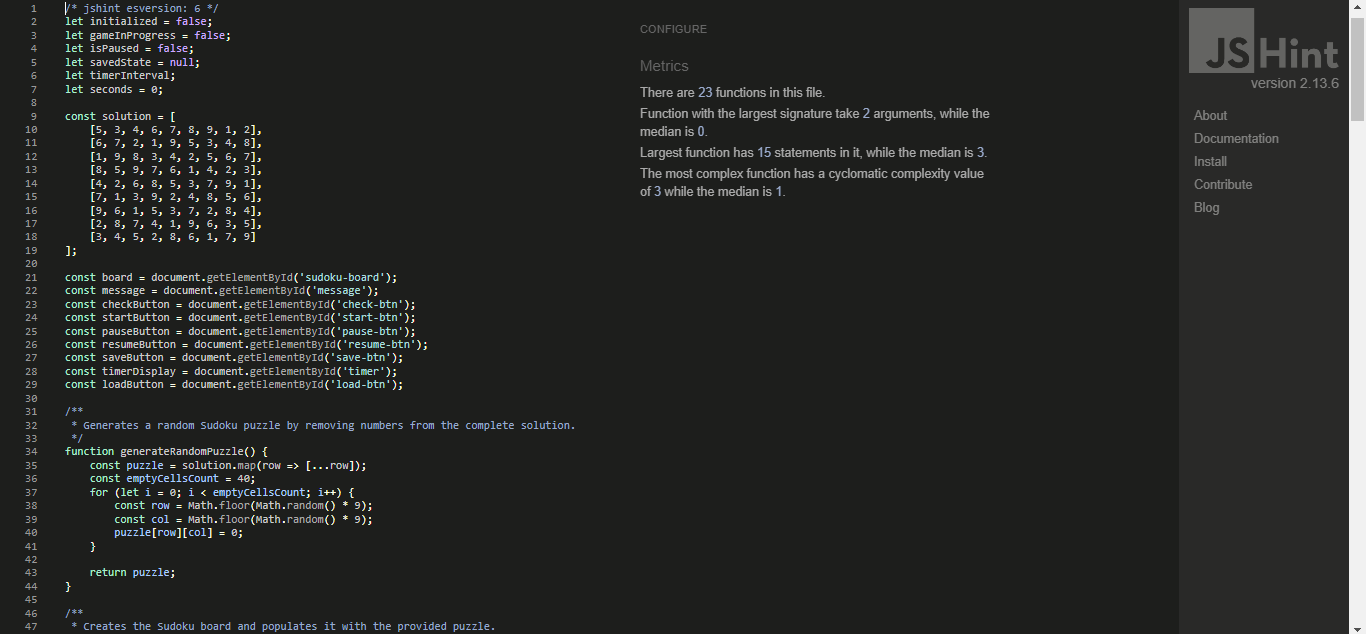 1 /* jshint esversion: 6 */
2 let initialized = false;
3 let gameInProgress = false;
4 let isPaused = false;
5 let savedState = null;
6 let timerInterval;
7 let seconds = 0;
8
9 const solution = [
10 [5, 3, 4, 6, 7, 8, 9, 1, 2],
11 [6, 7, 2, 1, 9, 5, 3, 4, 8],
12 [1, 9, 8, 3, 4, 2, 5, 6, 7],
13 [8, 5, 9, 7, 6, 1, 4, 2, 3],
14 [4, 2, 6, 8, 5, 3, 7, 9, 1],
15 [7, 1, 3, 9, 2, 4, 8, 5, 6],
16 [9, 6, 1, 5, 3, 7, 2, 8, 4],
17 [2, 8, 7, 4, 1, 9, 6, 3, 5],
18 [3, 4, 5, 2, 8, 6, 1, 7, 9]
19 ];
20
21 const board = document.getElementById('sudoku-board');
22 const message = document.getElementById('message');
23 const checkButton = document.getElementById('check-btn');
24 const startButton = document.getElementById('start-btn');
25 const pauseButton = document.getElementById('pause-btn');
26 const resumeButton = document.getElementById('resume-btn');
27 const saveButton = document.getElementById('save-btn');
28 const timerDisplay = document.getElementById('timer');
29 const loadButton = document.getElementById('load-btn');
30
31 /**
32 * Generates a random Sudoku puzzle by removing numbers from the complete solution.
33 */
34 function generateRandomPuzzle() {
35 const puzzle = solution.map(row => [...row]);
36 const emptyCellsCount = 40;
37 for (let i = 0; i < emptyCellsCount; i++) {
38 const row = Math.floor(Math.random() * 9);
39 const col = Math.floor(Math.random() * 9);
40 puzzle[row][col] = 0;
41 }
42
43 return puzzle;
44 }
45
46 /**
47 * Creates the Sudoku board and populates it with the provided puzzle.
CONFIGURE
Metrics
There are 23 functions in this file.
Function with the largest signature take 2 arguments, while the
median is 0.
Largest function has 15 statements in it, while the median is 3.
The most complex function has a cyclomatic complexity value
of 3 while the median is 1.
JSHint
version 2.13.6
About
Documentation
Install
Contribute
Blog